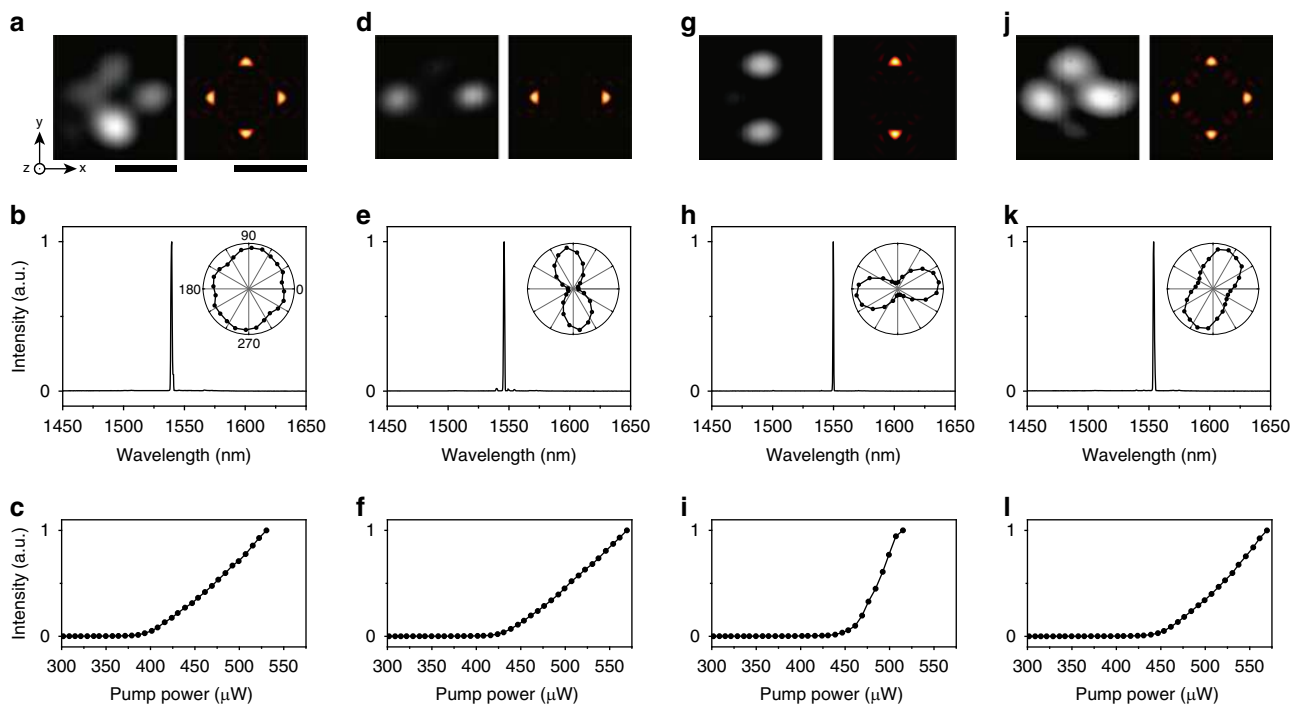 a
d
g
j
y
z
x
b
e
h
k
Intensity (a.u.)
1
0
90
180
0
270
1
0
1
0
1
0
1450 1500 1550 1600 1650
1450 1500 1550 1600 1650
1450 1500 1550 1600 1650
1450 1500 1550 1600 1650
Wavelength (nm)
Wavelength (nm)
Wavelength (nm)
Wavelength (nm)
c
f
i
l
Intensity (a.u.)
1
0
1
0
1
0
1
0
300 350 400 450 500 550
300 350 400 450 500 550
300 350 400 450 500 550
300 350 400 450 500 550
Pump power (μW)
Pump power (μW)
Pump power (μW)
Pump power (μW)